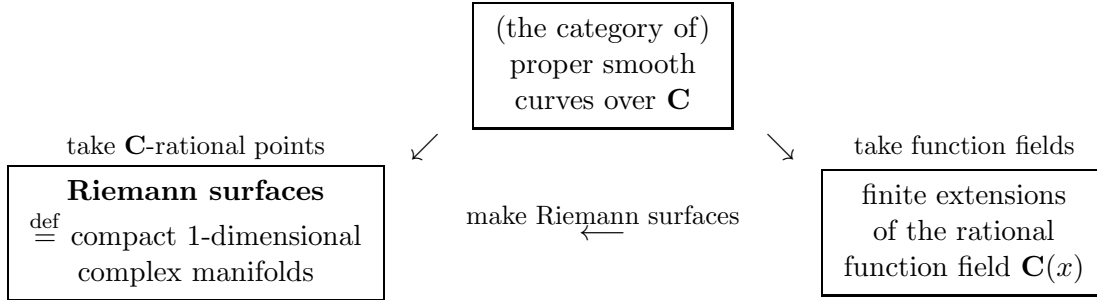 (the category of)
proper smooth
curves over C
take C-rational points
↙
↘
take function fields
Riemann surfaces
def
= compact 1-dimensional
complex manifolds
make Riemann surfaces
←
finite extensions
of the rational
function field C(x)